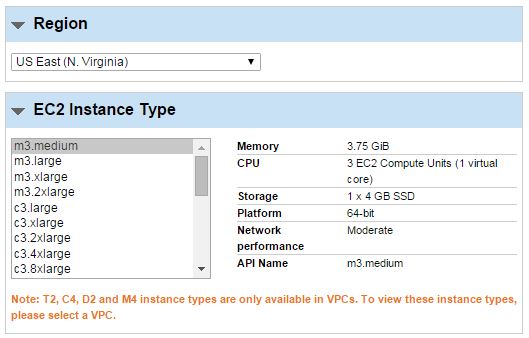 Region
US East (N. Virginia)
EC2 Instance Type
m3.medium
m3.large
m3.xlarge
m3.2xlarge
c3.large
c3.xlarge
c3.2xlarge
c3.4xlarge
c3.8xlarge
Memory 3.75 GiB
CPU 3 EC2 Compute Units (1 virtual
core)
Storage 1 x 4 GB SSD
Platform 64-bit
Network Moderate
performance
API Name m3.medium
Note: T2, C4, D2 and M4 instance types are only available in VPCs. To view these instance types,
please select a VPC.